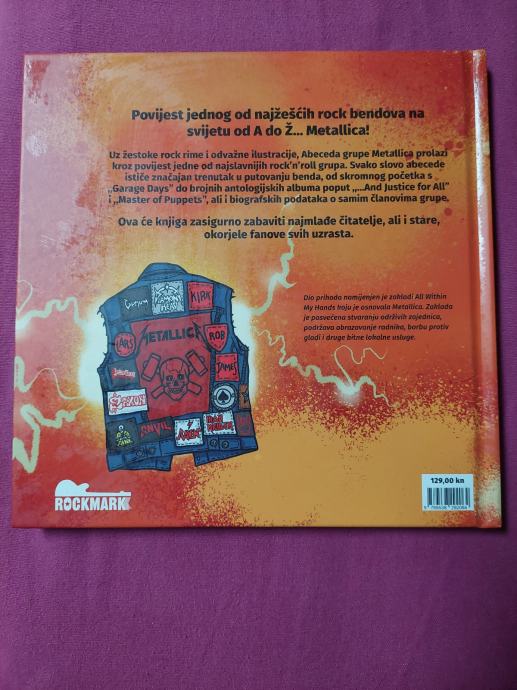 Povijest jednog od najžešćih rock bendova na
svijetu od A do Ž... Metallica!
Uz žestoke rock rime i odvažne ilustracije, Abeceda grupe Metallica prolazi
kroz povijest jedne od najslavnijih rock'n'roll grupa. Svako slovo abecede
ističe značajan trenutak u putovanju benda, od skromnog početka s
„Garage Days” do brojnih antologijskih albuma poput „...And Justice for All”
i „Master of Puppets”, ali i biografskih podataka o samim članovima grupe.
Ova će knjiga zasigurno zabaviti najmlađe čitatelje, ali i stare,
okorjele fanove svih uzrasta.
Dio prihoda namijenjen je zakladi All Within
My Hands koju je osnovala Metallica. Zaklada
je posvećena stvaranju održivih zajednica,
podržava obrazovanje radnika, borbu protiv
gladi i druge bitne lokalne usluge.
DIAMOND
KIRK
METALLICA
LARS
ROB
JAMES
SAXON
ANVIL
IRON MAIDEN
ROCKMARK
129,00 kn